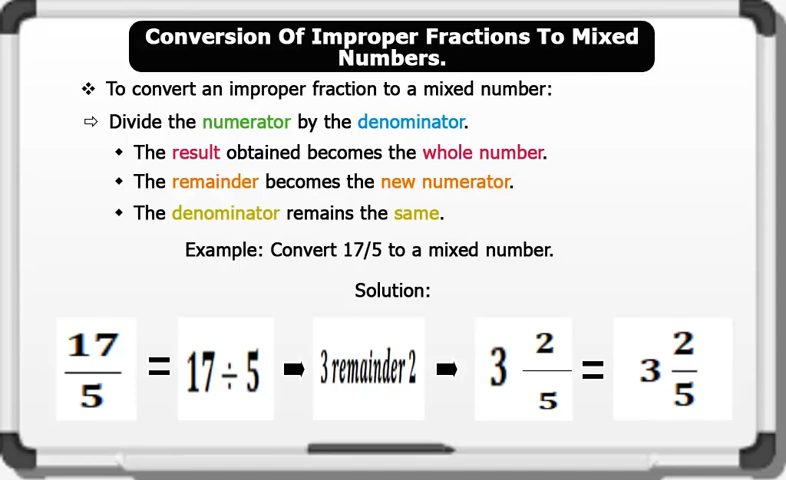 Conversion Of Improper Fractions To Mixed
Numbers.
❖ To convert an improper fraction to a mixed number:
⇨ Divide the numerator by the denominator.
◆ The result obtained becomes the whole number.
◆ The remainder becomes the new numerator.
◆ The denominator remains the same.
Example: Convert 17/5 to a mixed number.
Solution:
17/5 = 17 ÷ 5 ➡ 3 remainder 2 ➡ 3 2/5 = 3 2/5